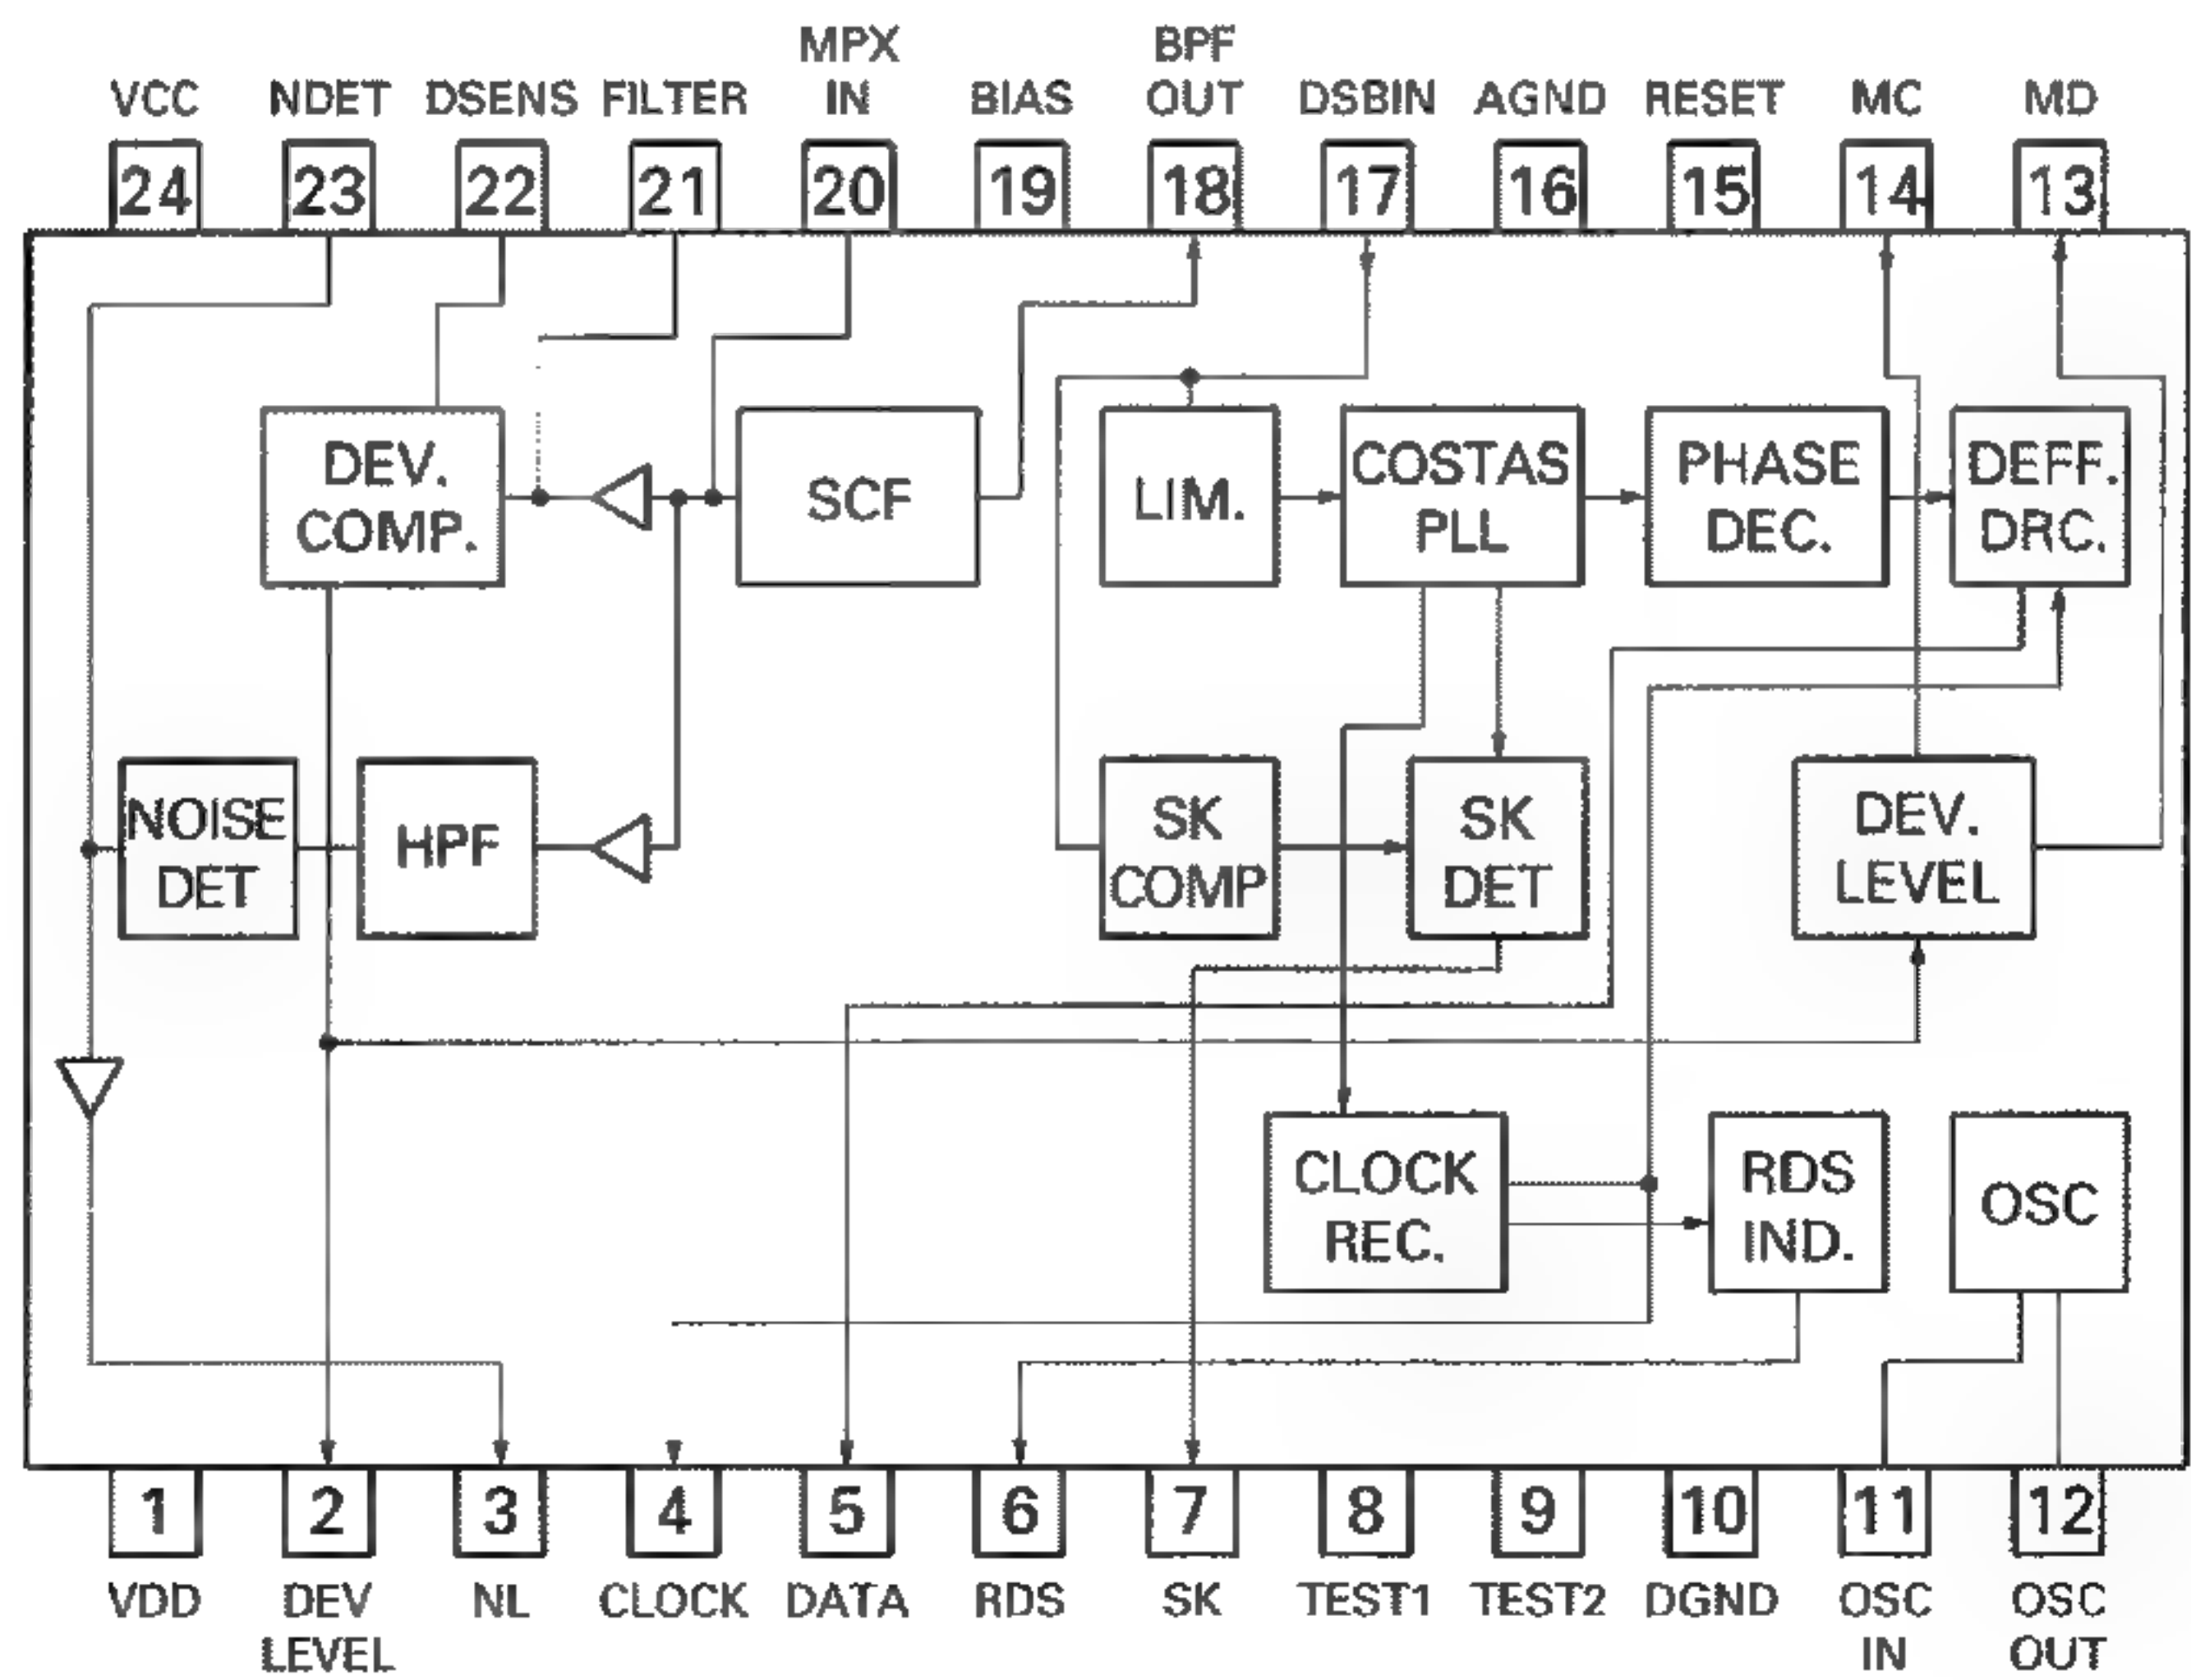 MPX BPF
VCC NDET DSENS FILTER IN BIAS OUT DSBIN AGND RESET MC MD
24 23 22 21 20 19 18 17 16 15 14 13
DEV. COSTAS PHASE DEFF.
SCF LIM.
COMP. PLL DEC. DRC.
NOISE SK SK DEV.
HPF
DET COMP DET LEVEL
CLOCK RDS
OSC
REC. IND.
1 2 3 4 5 6 7 8 9 10 11 12
VDD DEV NL CLOCK DATA RDS SK TEST1 TEST2 DGND OSC OSC
LEVEL IN OUT